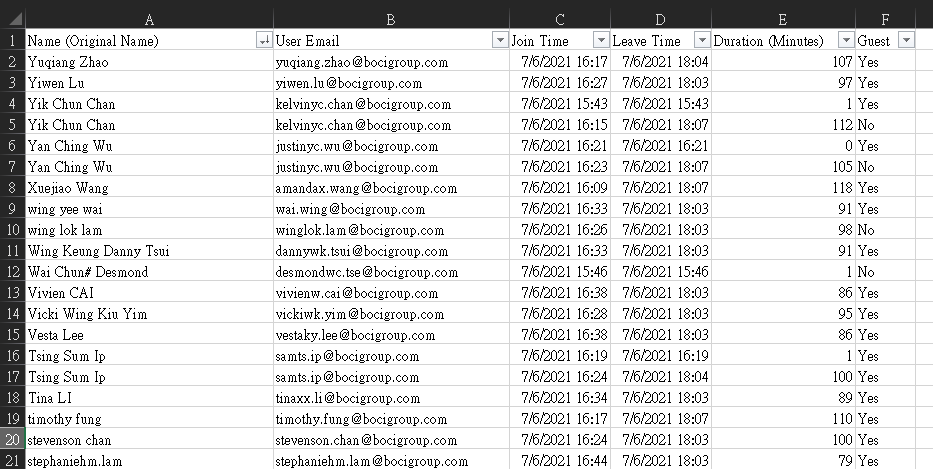 A B C D E F
1 Name (Original Name) User Email Join Time Leave Time Duration (Minutes) Guest
2 Yuqiang Zhao yuqiang.zhao@bocigroup.com 7/6/2021 16:17 7/6/2021 18:04 107 Yes
3 Yiwen Lu yiwen.lu@bocigroup.com 7/6/2021 16:27 7/6/2021 18:03 97 Yes
4 Yik Chun Chan kelvinyc.chan@bocigroup.com 7/6/2021 15:43 7/6/2021 15:43 1 Yes
5 Yik Chun Chan kelvinyc.chan@bocigroup.com 7/6/2021 16:15 7/6/2021 18:07 112 No
6 Yan Ching Wu justinyc.wu@bocigroup.com 7/6/2021 16:21 7/6/2021 16:21 0 Yes
7 Yan Ching Wu justinyc.wu@bocigroup.com 7/6/2021 16:23 7/6/2021 18:07 105 No
8 Xuejiao Wang amandax.wang@bocigroup.com 7/6/2021 16:09 7/6/2021 18:07 118 Yes
9 wing yee wai wai.wing@bocigroup.com 7/6/2021 16:33 7/6/2021 18:03 91 Yes
10 wing lok lam winglok.lam@bocigroup.com 7/6/2021 16:26 7/6/2021 18:03 98 No
11 Wing Keung Danny Tsui dannywk.tsui@bocigroup.com 7/6/2021 16:33 7/6/2021 18:03 91 Yes
12 Wai Chun# Desmond desmondwc.tse@bocigroup.com 7/6/2021 15:46 7/6/2021 15:46 1 No
13 Vivien CAI vivienw.cai@bocigroup.com 7/6/2021 16:38 7/6/2021 18:03 86 Yes
14 Vicki Wing Kiu Yim vickiwk.yim@bocigroup.com 7/6/2021 16:28 7/6/2021 18:03 95 Yes
15 Vesta Lee vestaky.lee@bocigroup.com 7/6/2021 16:38 7/6/2021 18:03 86 Yes
16 Tsing Sum Ip samts.ip@bocigroup.com 7/6/2021 16:19 7/6/2021 16:19 1 Yes
17 Tsing Sum Ip samts.ip@bocigroup.com 7/6/2021 16:24 7/6/2021 18:04 100 Yes
18 Tina LI tinaxx.li@bocigroup.com 7/6/2021 16:34 7/6/2021 18:03 89 Yes
19 timothy fung timothy.fung@bocigroup.com 7/6/2021 16:17 7/6/2021 18:07 110 Yes
20 stevenson chan stevenson.chan@bocigroup.com 7/6/2021 16:24 7/6/2021 18:03 100 Yes
21 stephaniehm.lam stephaniehm.lam@bocigroup.com 7/6/2021 16:44 7/6/2021 18:03 79 Yes